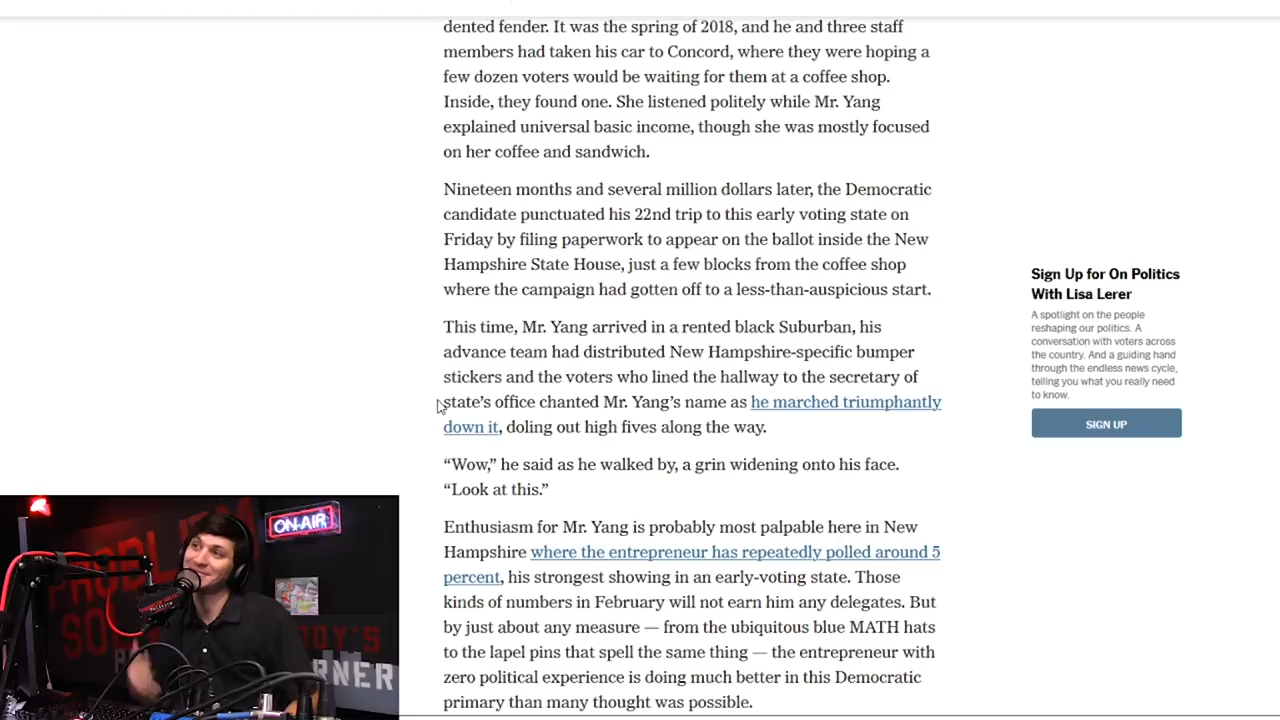 dented fender. It was the spring of 2018, and he and three staff
members had taken his car to Concord, where they were hoping a
few dozen voters would be waiting for them at a coffee shop.
Inside, they found one. She listened politely while Mr. Yang
explained universal basic income, though she was mostly focused
on her coffee and sandwich.
Nineteen months and several million dollars later, the Democratic
candidate punctuated his 22nd trip to this early voting state on
Friday by filing paperwork to appear on the ballot inside the New
Hampshire State House, just a few blocks from the coffee shop
where the campaign had gotten off to a less-than-auspicious start.
This time, Mr. Yang arrived in a rented black Suburban, his
advance team had distributed New Hampshire-specific bumper
stickers and the voters who lined the hallway to the secretary of
state’s office chanted Mr. Yang’s name as he marched triumphantly
down it, doling out high fives along the way.
“Wow,” he said as he walked by, a grin widening onto his face.
“Look at this.”
Enthusiasm for Mr. Yang is probably most palpable here in New
Hampshire where the entrepreneur has repeatedly polled around 5
percent, his strongest showing in an early-voting state. Those
kinds of numbers in February will not earn him any delegates. But
by just about any measure — from the ubiquitous blue MATH hats
to the lapel pins that spell the same thing — the entrepreneur with
zero political experience is doing much better in this Democratic
primary than many thought was possible.
Sign Up for On Politics
With Lisa Lerer
A spotlight on the people
reshaping our politics. A
conversation with voters across
the country. And a guiding hand
through the endless news cycle,
telling you what you really need
to know.
SIGN UP
ON-AIR